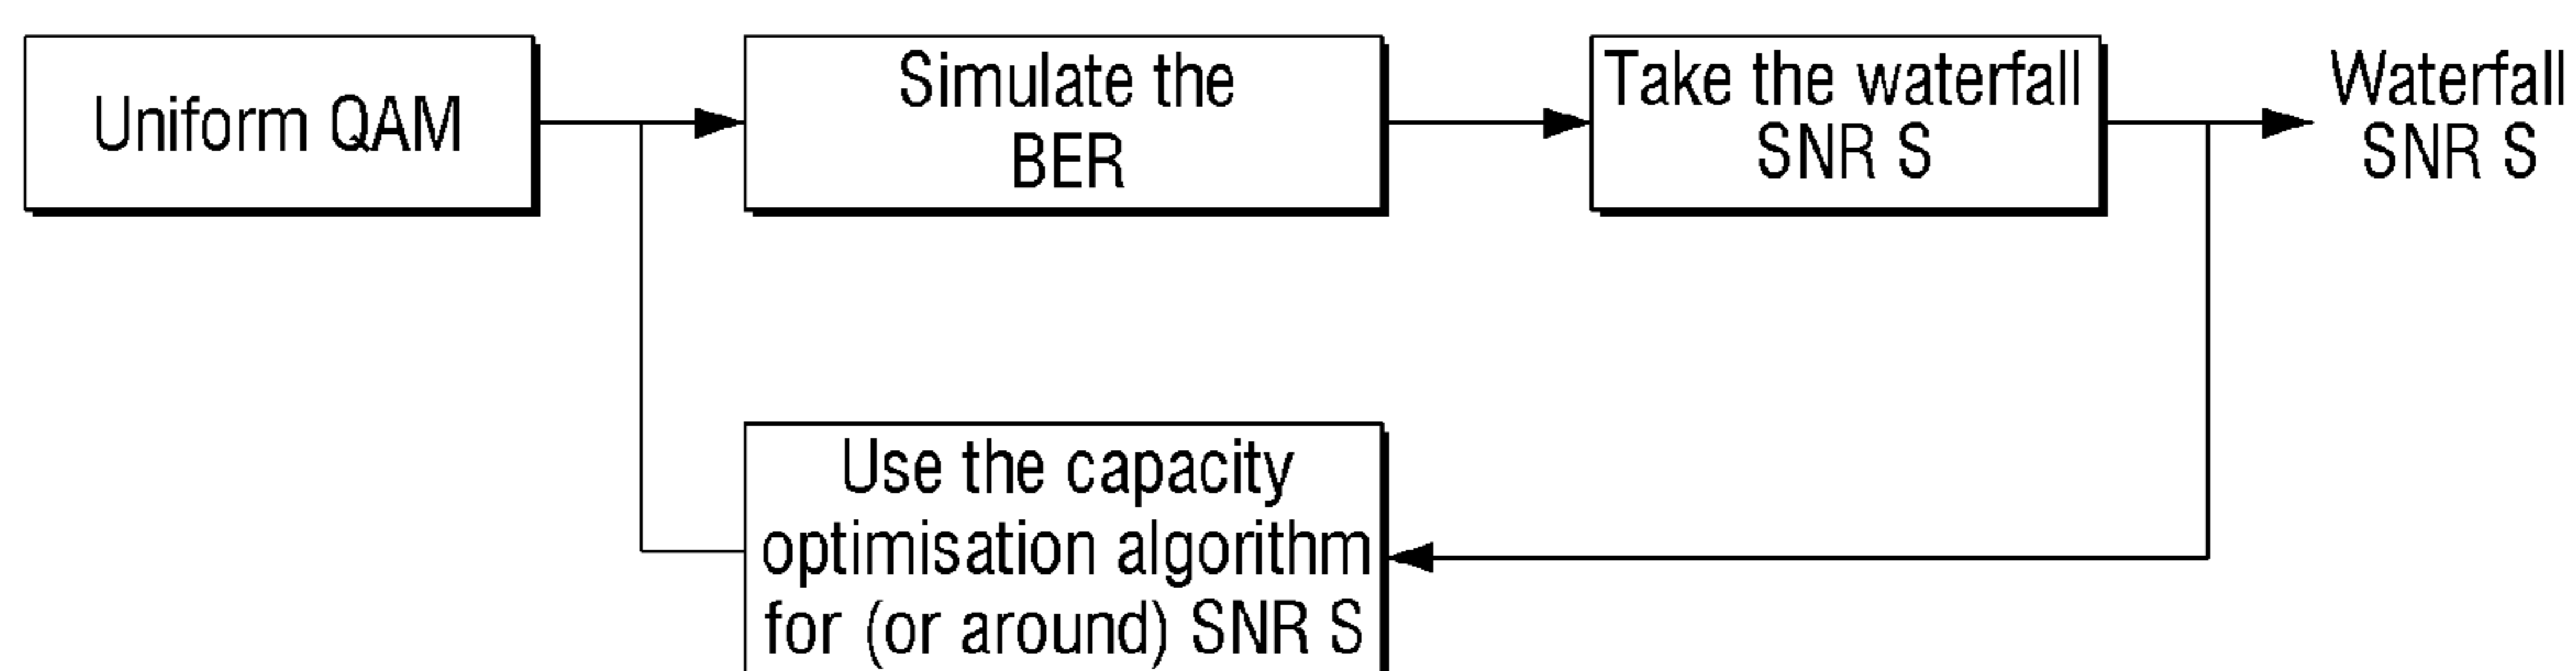 Uniform QAM
Simulate the
BER
Take the waterfall
SNR S
Waterfall
SNR S
Use the capacity
optimisation algorithm
for (or around) SNR S